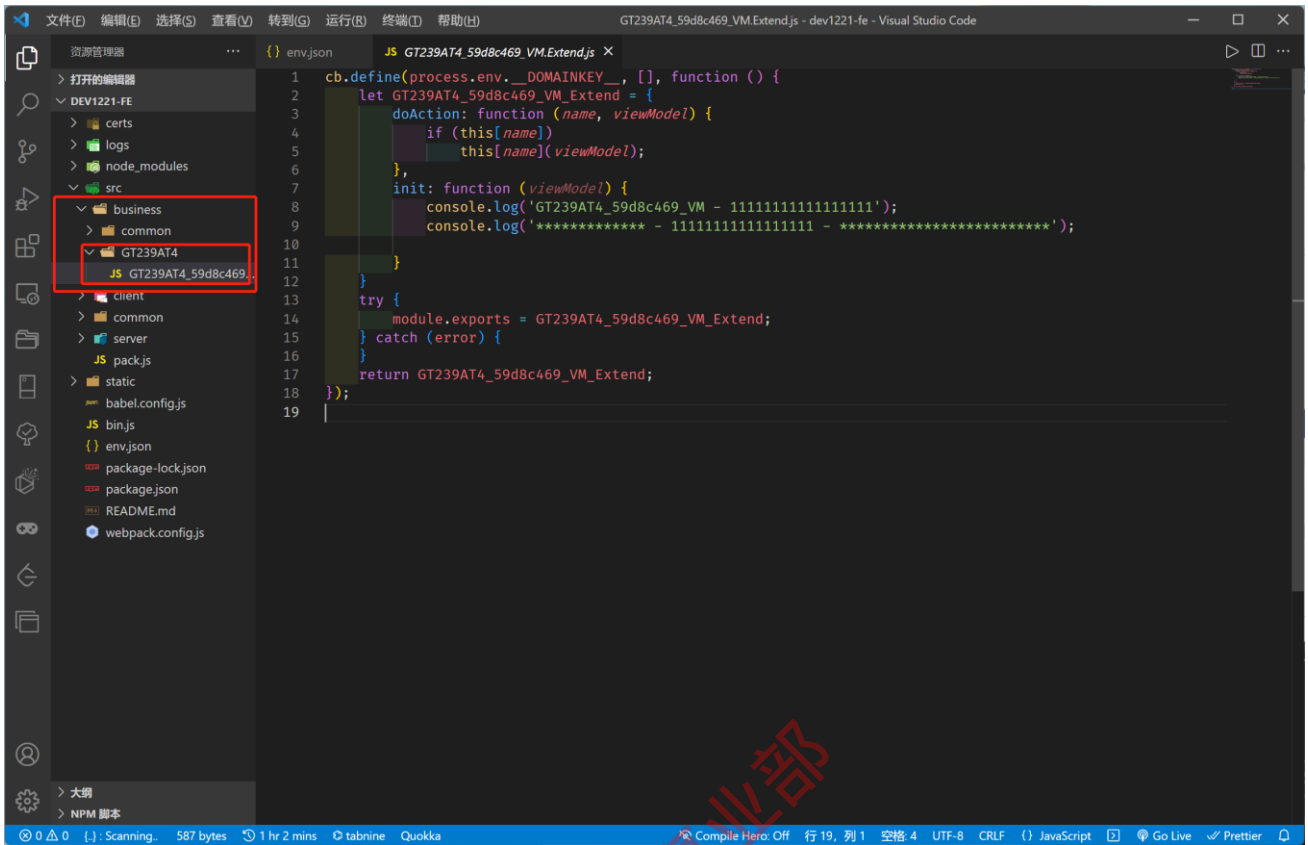 文件(F) 编辑(E) 选择(S) 查看(V) 转到(G) 运行(R) 终端(T) 帮助(H) GT239AT4_59d8c469_VM.Extend.js - dev1221-fe - Visual Studio Code
资源管理器 ···
{} env.json JS GT239AT4_59d8c469_VM.Extend.js ×
打开的编辑器
DEV1221-FE
certs
logs
node_modules
src
business
common
GT239AT4
JS GT239AT4_59d8c469...
client
common
server
JS pack.js
static
babel.config.js
JS bin.js
{} env.json
package-lock.json
package.json
README.md
webpack.config.js
大纲
NPM 脚本
1 cb.define(process.env.__DOMAINKEY__, [], function () {
2 let GT239AT4_59d8c469_VM_Extend = {
3 doAction: function (name, viewModel) {
4 if (this[name])
5 this[name](viewModel);
6 },
7 init: function (viewModel) {
8 console.log('GT239AT4_59d8c469_VM - 11111111111111111');
9 console.log('************* - 11111111111111111 - *************************');
10
11 }
12 }
13 try {
14 module.exports = GT239AT4_59d8c469_VM_Extend;
15 } catch (error) {
16 }
17 return GT239AT4_59d8c469_VM_Extend;
18 });
19
业部
0 0 {..} : Scanning.. 587 bytes 1 hr 2 mins tabnine Quokka Compile Hero: Off 行 19，列 1 空格: 4 UTF-8 CRLF {} JavaScript Go Live Prettier